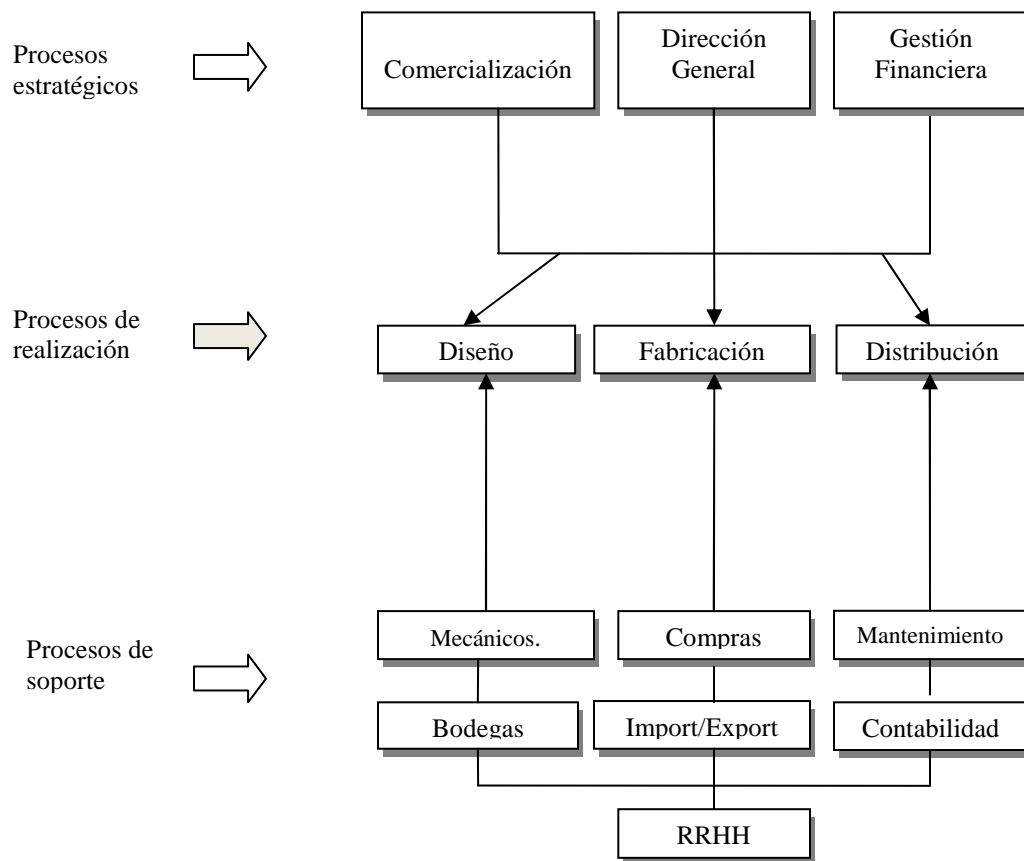 Procesos
estratégicos
Comercialización
Dirección
General
Gestión
Financiera
Procesos de
realización
Diseño
Fabricación
Distribución
Procesos de
soporte
Mecánicos.
Compras
Mantenimiento
Bodegas
Import/Export
Contabilidad
RRHH